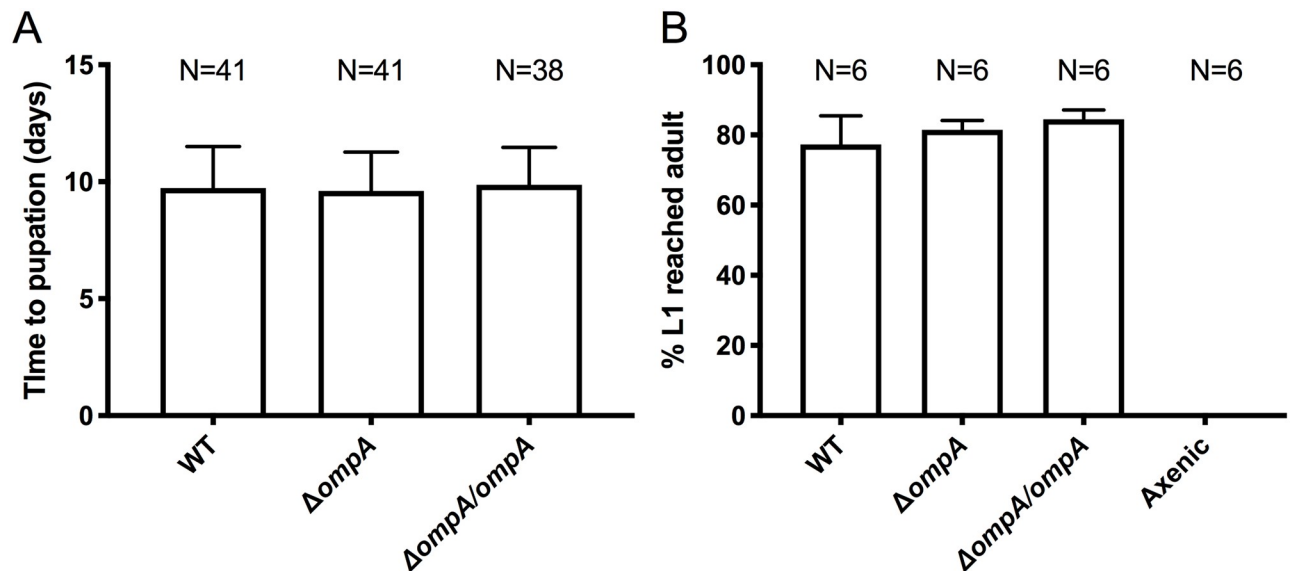 A
TIme to pupation (days)
15
10
5
0
N=41
N=41
N=38
WT
ΔompA
ΔompA/ompA
B
% L1 reached adult
100
80
60
40
20
0
N=6
N=6
N=6
N=6
WT
ΔompA
ΔompA/ompA
Axenic